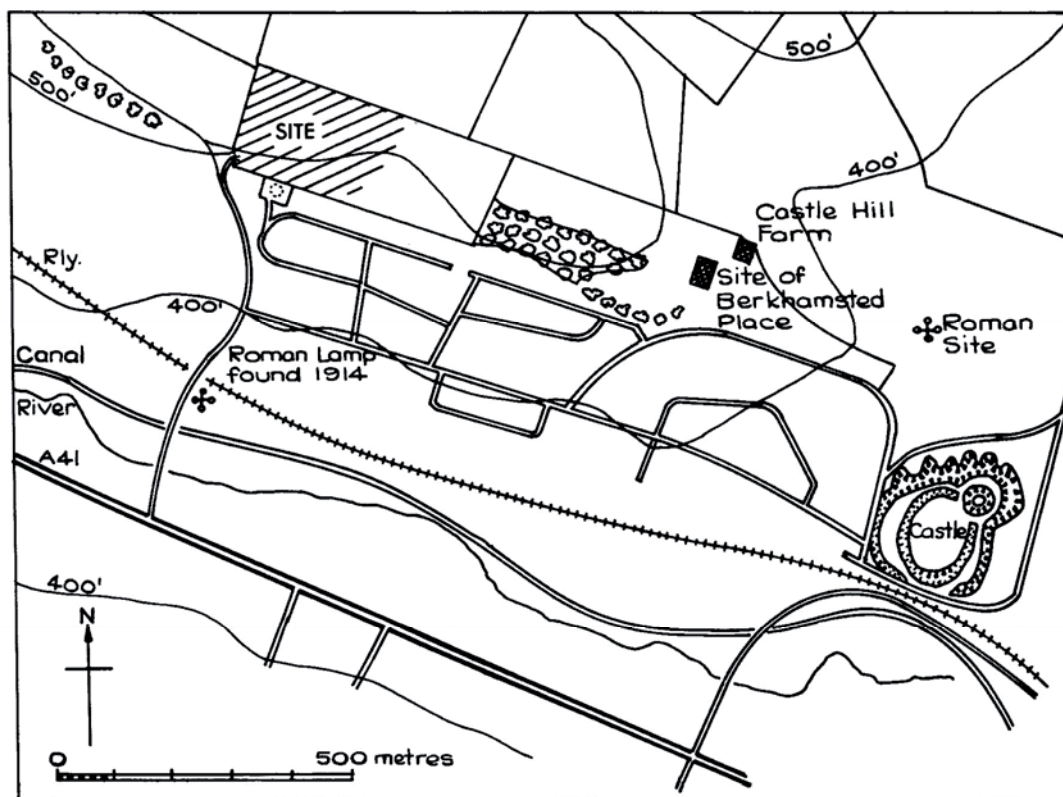 500'
500'
SITE
400'
Castle Hill
Farm
Rly.
Site of
Berkhamsted
Place
400'
Roman
Site
Canal
Roman Lamp
found 1914
River
A41
Castle
400'
N
0
500 metres